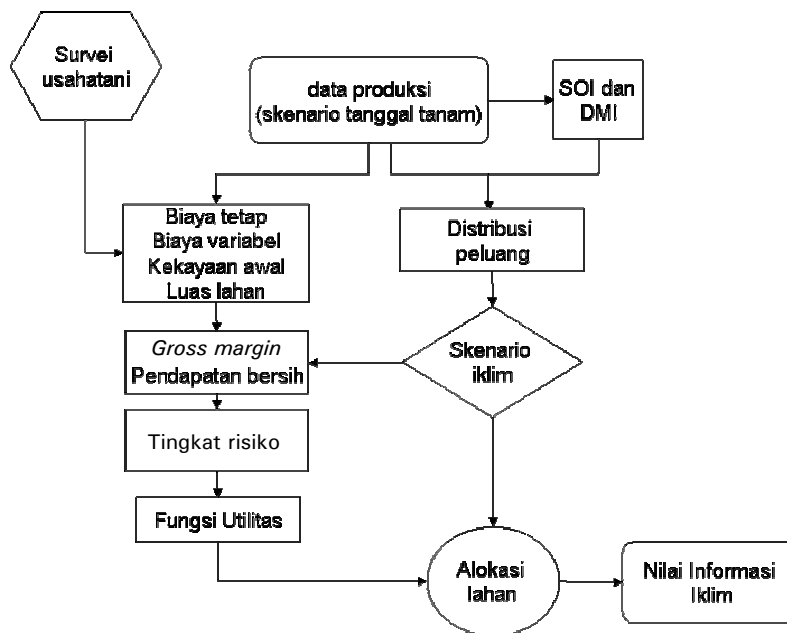 Survei
usahatani
data produksi
(skenario tanggal tanam)
SOI dan
DMI
Biaya tetap
Biaya variabel
Kekayaan awal
Luas lahan
Distribusi
peluang
Gross margin
Pendapatan bersih
Skenario
iklim
Tingkat risiko
Fungsi Utilitas
Alokasi
lahan
Nilai Informasi
Iklim